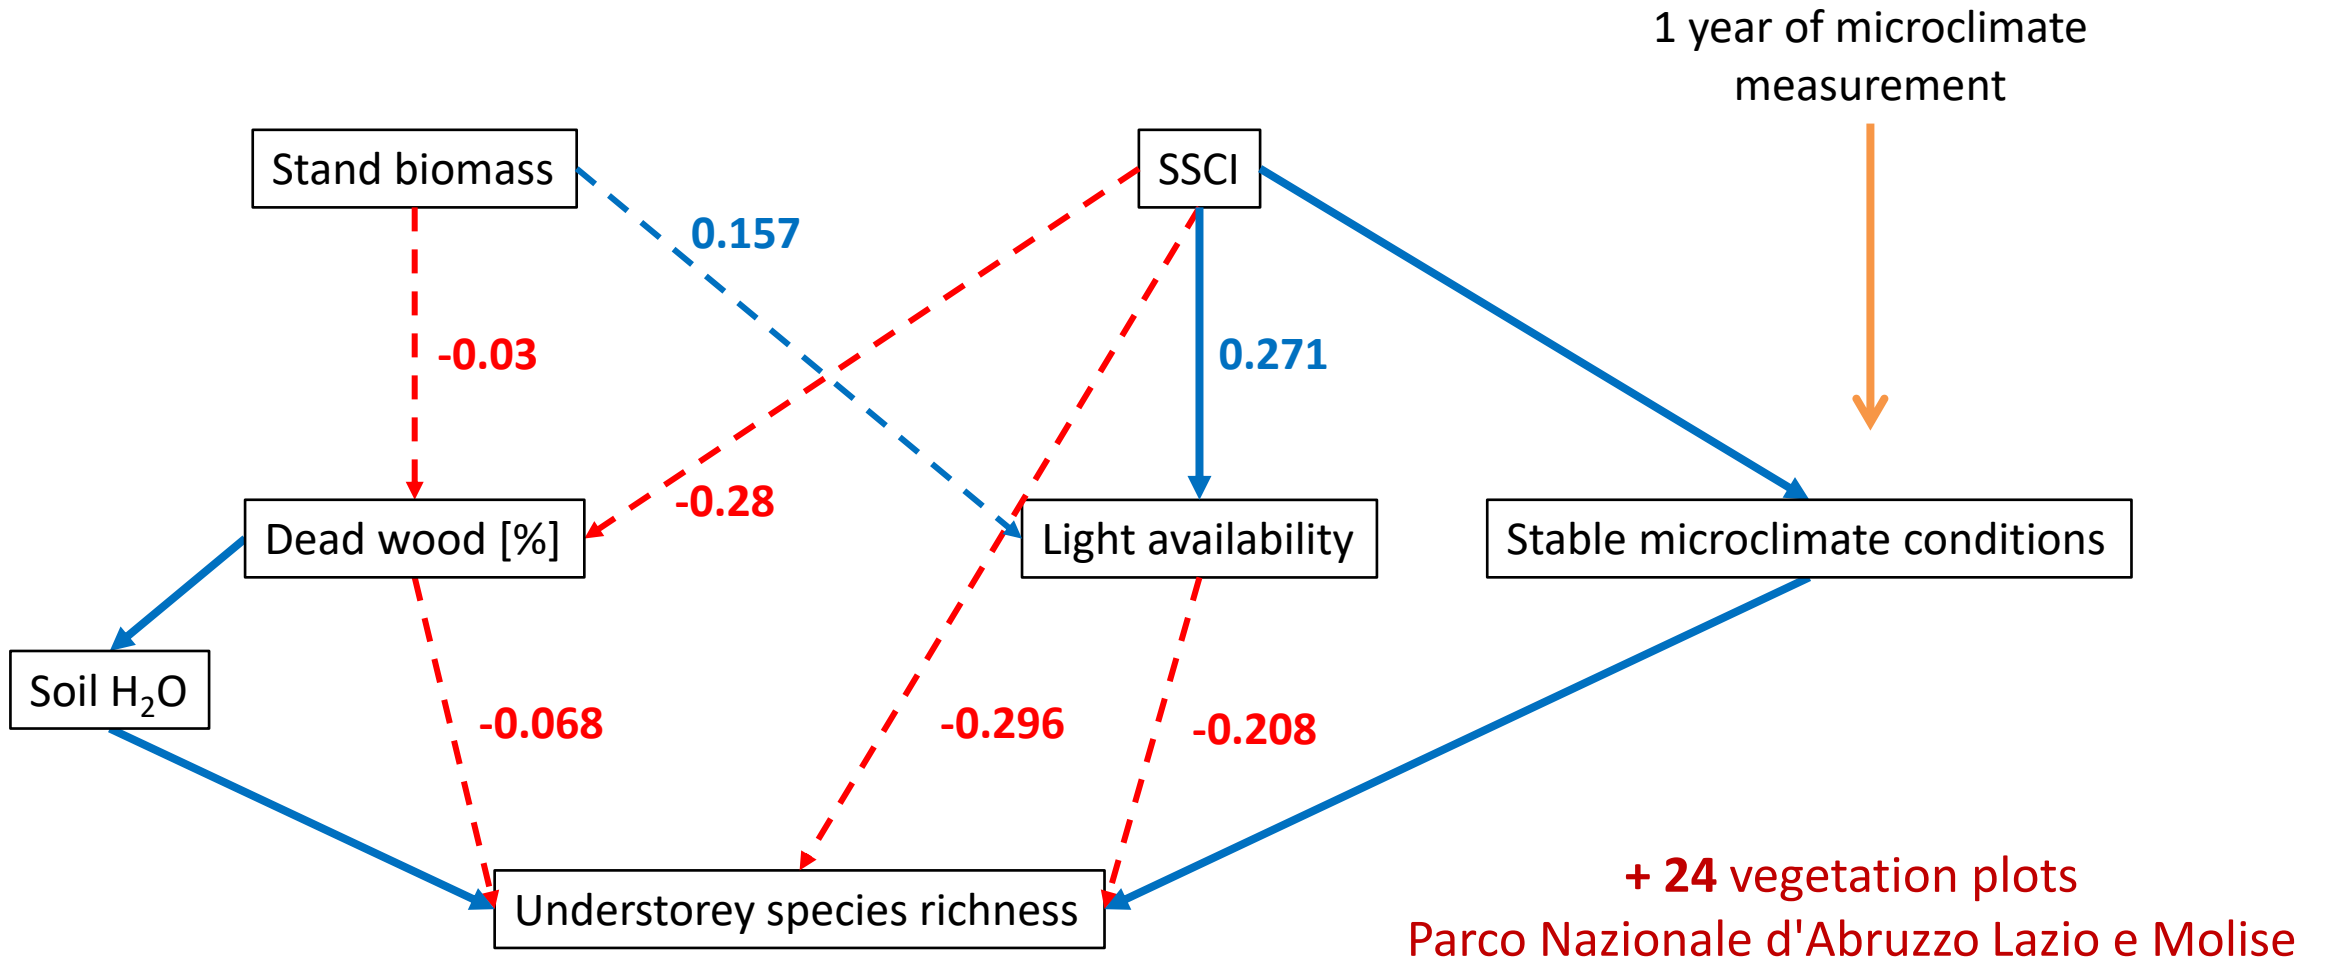 1 year of microclimate
measurement
Stand biomass
SSCI
0.157
-0.03
0.271
-0.28
Dead wood [%]
Light availability
Stable microclimate conditions
Soil H₂O
-0.068
-0.296
-0.208
+ 24 vegetation plots
Understorey species richness
Parco Nazionale d'Abruzzo Lazio e Molise